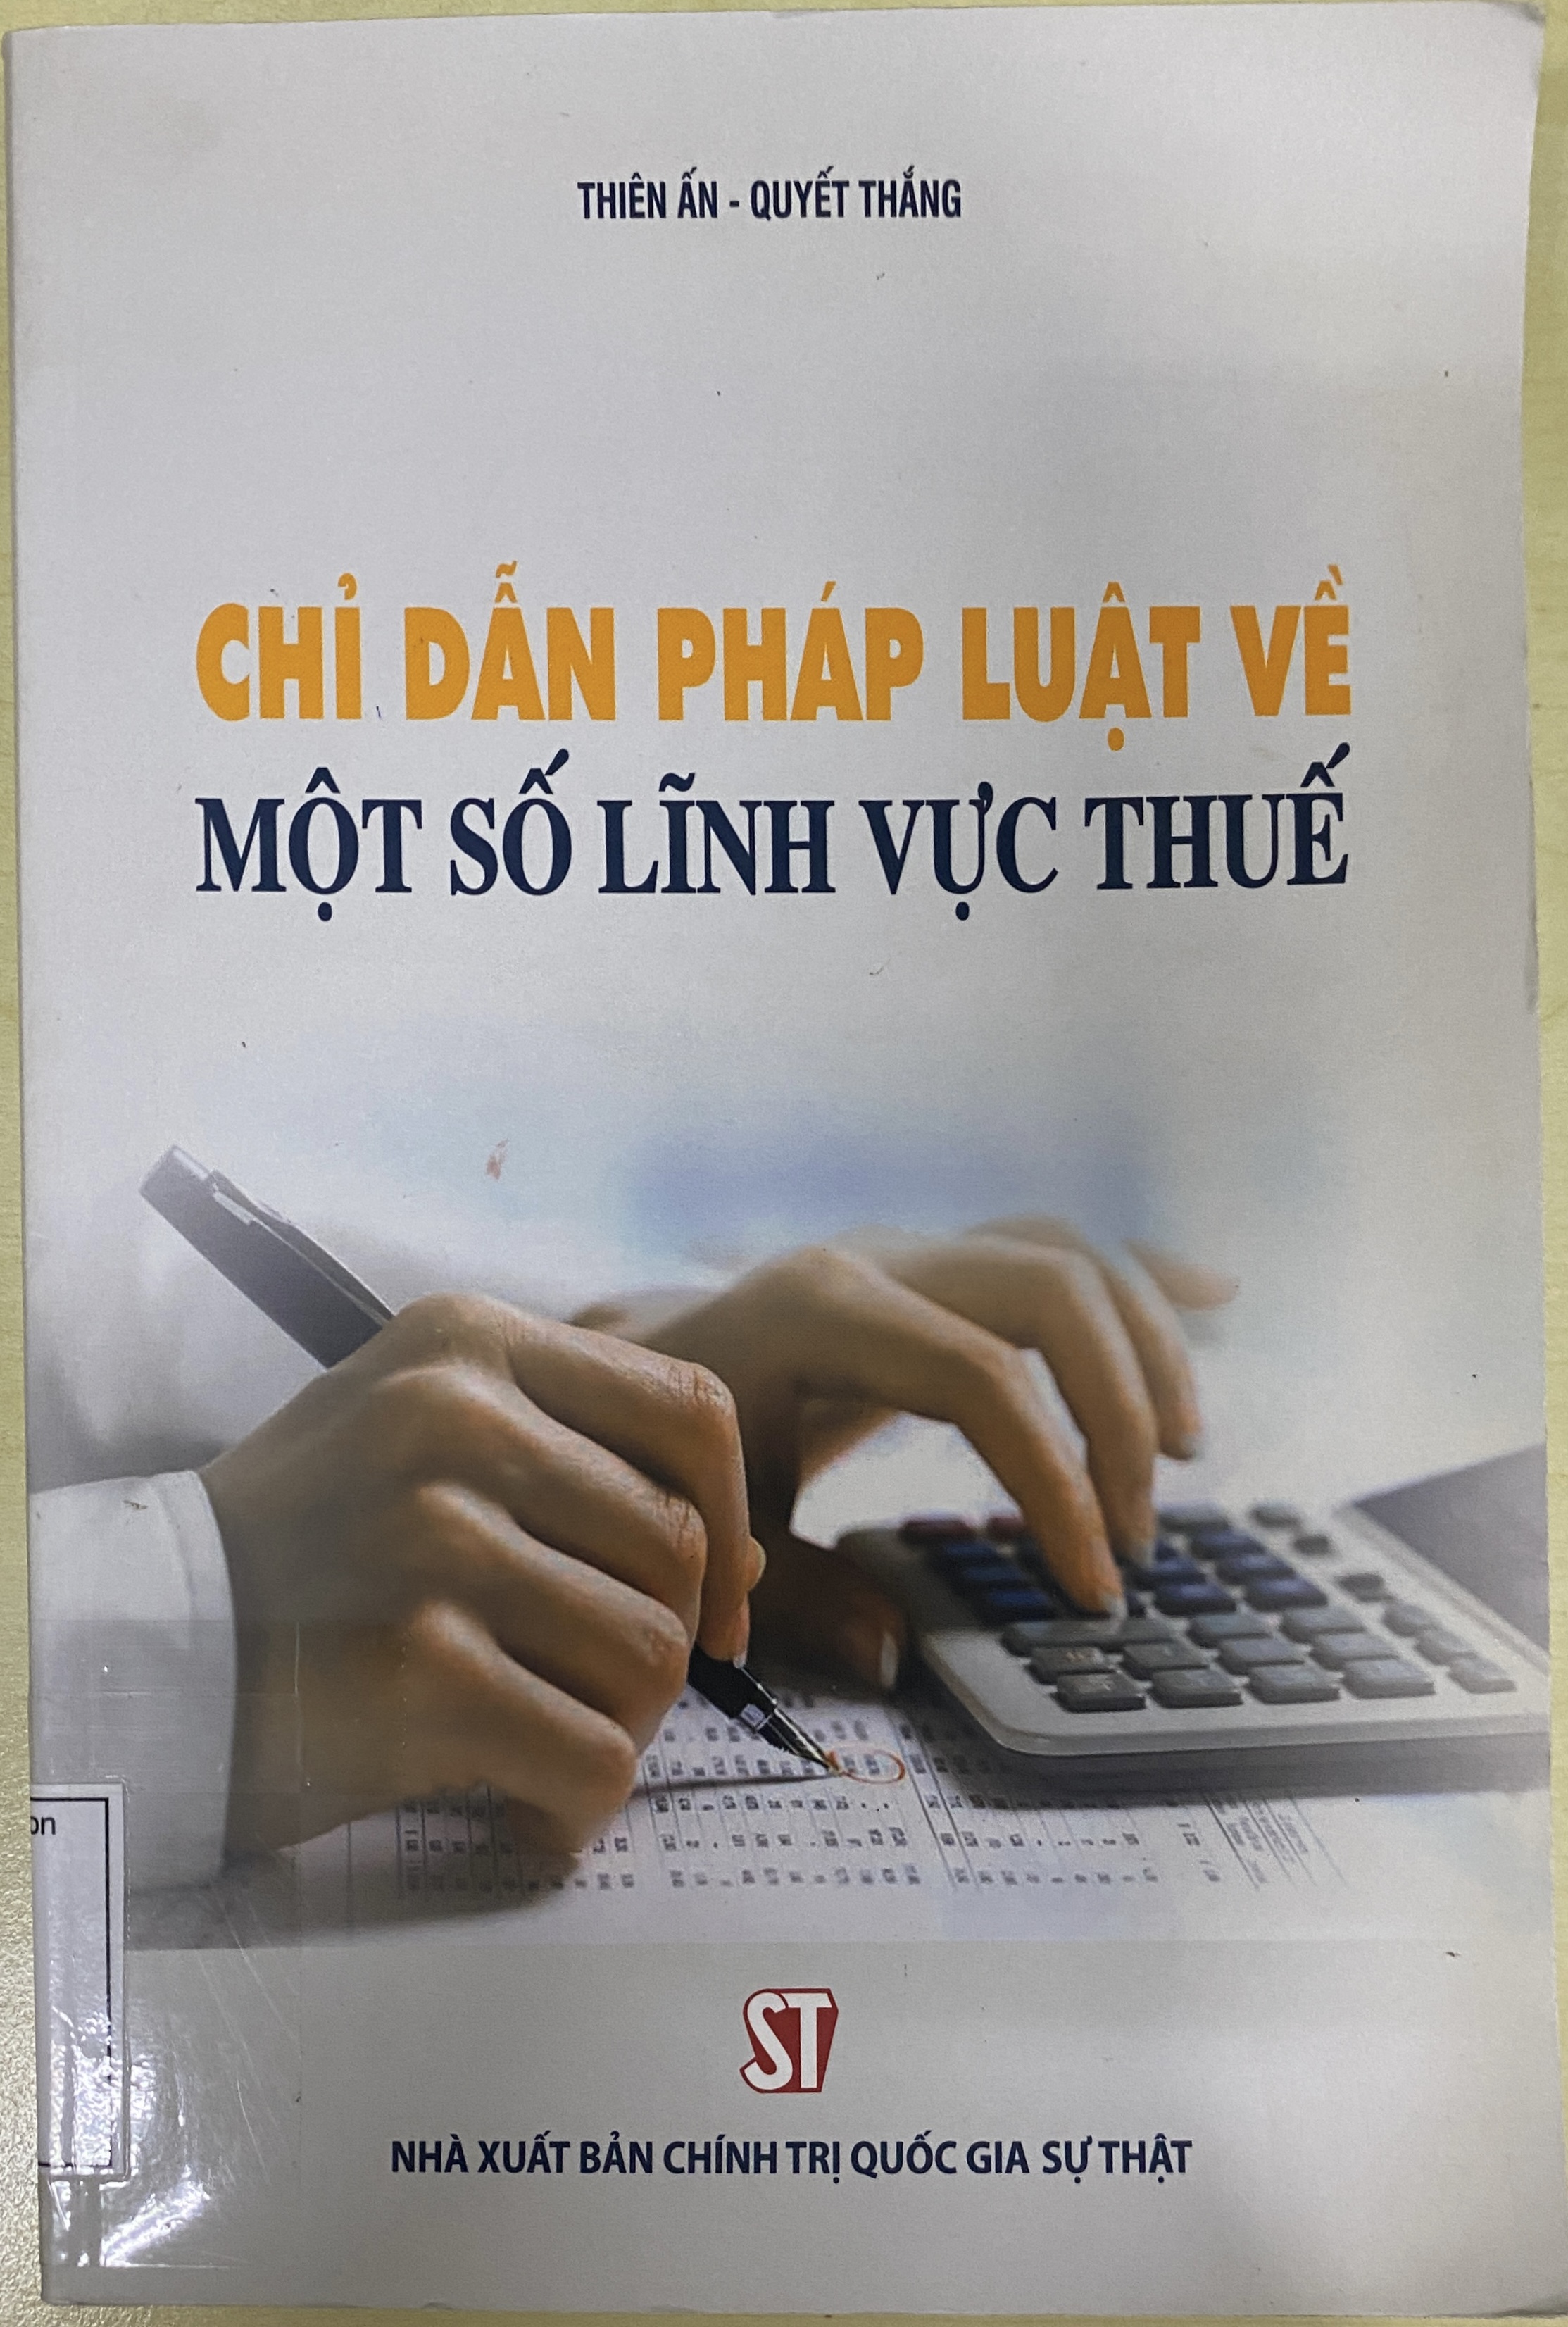 THIÊN ẤN - QUYẾT THẮNG
CHỈ DẪN PHÁP LUẬT VỀ
MỘT SỐ LĨNH VỰC THUẾ
ST
NHÀ XUẤT BẢN CHÍNH TRỊ QUỐC GIA SỰ THẬT
on